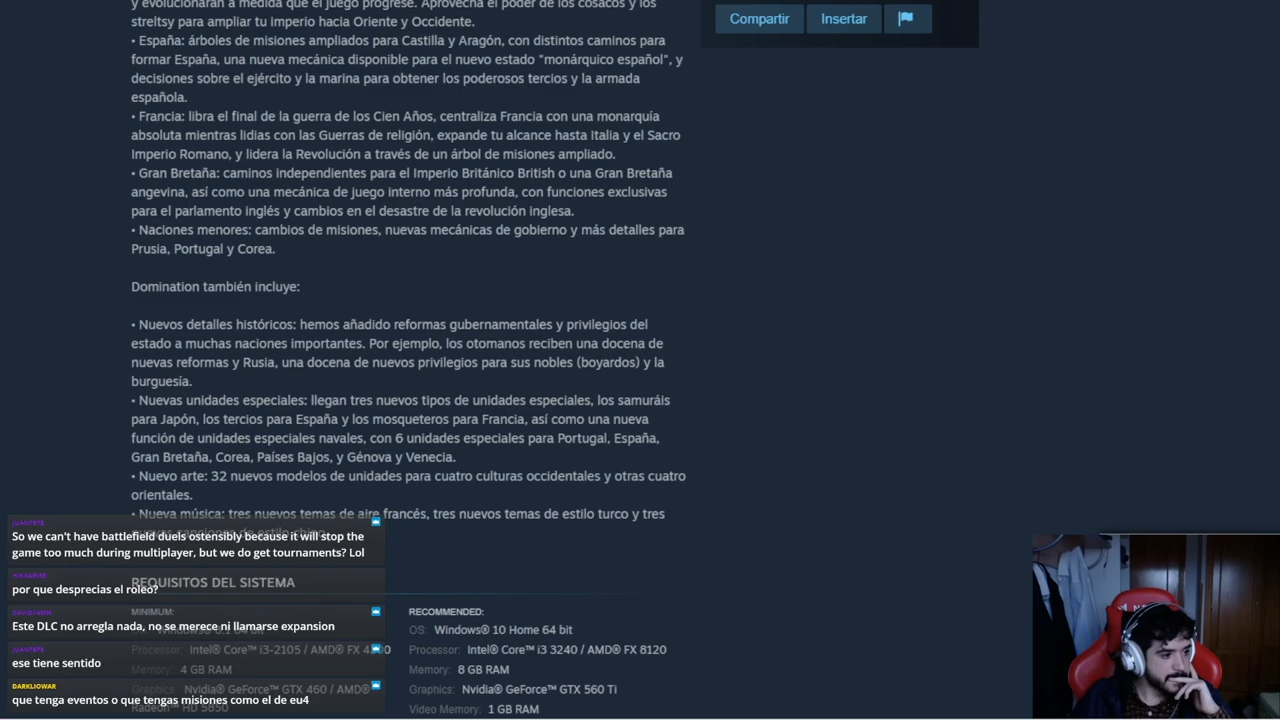 y evolucionarán a medida que el juego progrese. Aprovecha el poder de los cosacos y los
streltsy para ampliar tu imperio hacia Oriente y Occidente.
• España: árboles de misiones ampliados para Castilla y Aragón, con distintos caminos para
formar España, una nueva mecánica disponible para el nuevo estado "monárquico español", y
decisiones sobre el ejército y la marina para obtener los poderosos tercios y la armada
española.
• Francia: libra el final de la guerra de los Cien Años, centraliza Francia con una monarquía
absoluta mientras lidias con las Guerras de religión, expande tu alcance hasta Italia y el Sacro
Imperio Romano, y lidera la Revolución a través de un árbol de misiones ampliado.
• Gran Bretaña: caminos independientes para el Imperio Británico British o una Gran Bretaña
angevina, así como una mecánica de juego interno más profunda, con funciones exclusivas
para el parlamento inglés y cambios en el desastre de la revolución inglesa.
• Naciones menores: cambios de misiones, nuevas mecánicas de gobierno y más detalles para
Prusia, Portugal y Corea.
Domination también incluye:
• Nuevos detalles históricos: hemos añadido reformas gubernamentales y privilegios del
estado a muchas naciones importantes. Por ejemplo, los otomanos reciben una docena de
nuevas reformas y Rusia, una docena de nuevos privilegios para sus nobles (boyardos) y la
burguesía.
• Nuevas unidades especiales: llegan tres nuevos tipos de unidades especiales, los samuráis
para Japón, los tercios para España y los mosqueteros para Francia, así como una nueva
función de unidades especiales navales, con 6 unidades especiales para Portugal, España,
Gran Bretaña, Corea, Países Bajos, y Génova y Venecia.
• Nuevo arte: 32 nuevos modelos de unidades para cuatro culturas occidentales y otras cuatro
orientales.
• Nueva música: tres nuevos temas de aire francés, tres nuevos temas de estilo turco y tres
REQUISITOS DEL SISTEMA
MINIMUM:
Processor: Intel® Core™ i3-2105 / AMD® FX
Memory: 4 GB RAM
Graphics: Nvidia® GeForce™ GTX 460 / AMD®
Radeon™ HD 5850
RECOMMENDED:
OS: Windows® 10 Home 64 bit
Processor: Intel® Core™ i3 3240 / AMD® FX 8120
Memory: 8 GB RAM
Graphics: Nvidia® GeForce™ GTX 560 Ti
Video Memory: 1 GB RAM
Compartir
Insertar
So we can't have battlefield duels ostensibly because it will stop the
game too much during multiplayer, but we do get tournaments? Lol
por que desprecias el roleo?
Este DLC no arregla nada, no se merece ni llamarse expansion
ese tiene sentido
DARKLIOWAR
que tenga eventos o que tengas misiones como el de eu4